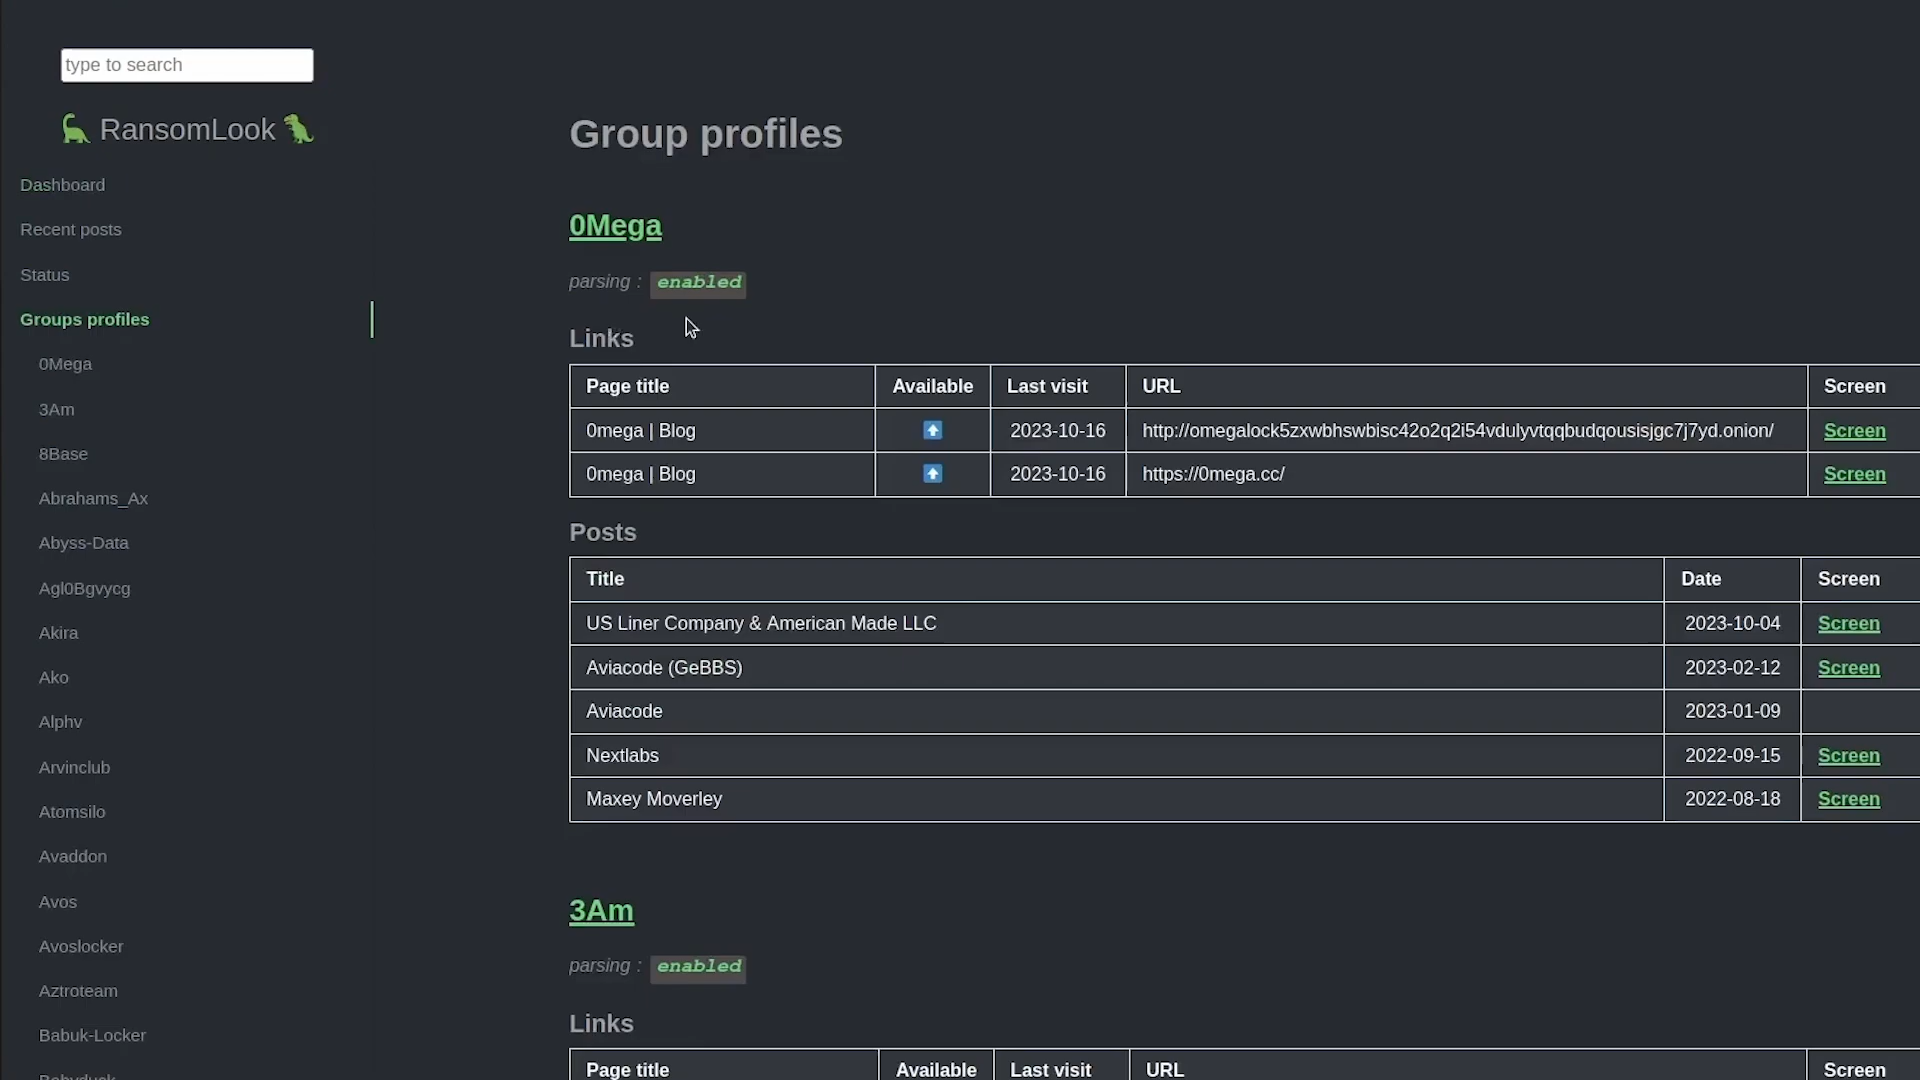 type to search
RansomLook
Dashboard
Recent posts
Status
Groups profiles
0Mega
3Am
8Base
Abrahams_Ax
Abyss-Data
Agl0Bgvycg
Akira
Ako
Alphv
Arvinclub
Atomsilo
Avaddon
Avos
Avoslocker
Aztroteam
Babuk-Locker
Babyduck
Group profiles
0Mega
parsing : enabled
Links
Page title Available Last visit URL Screen
0mega | Blog 2023-10-16 http://omegalock5zxwbhswbisc42o2q2i54vdulyvtqqbudqousisjgc7j7yd.onion/ Screen
0mega | Blog 2023-10-16 https://0mega.cc/ Screen
Posts
Title Date Screen
US Liner Company & American Made LLC 2023-10-04 Screen
Aviacode (GeBBS) 2023-02-12 Screen
Aviacode 2023-01-09
Nextlabs 2022-09-15 Screen
Maxey Moverley 2022-08-18 Screen
3Am
parsing : enabled
Links
Page title Available Last visit URL Screen